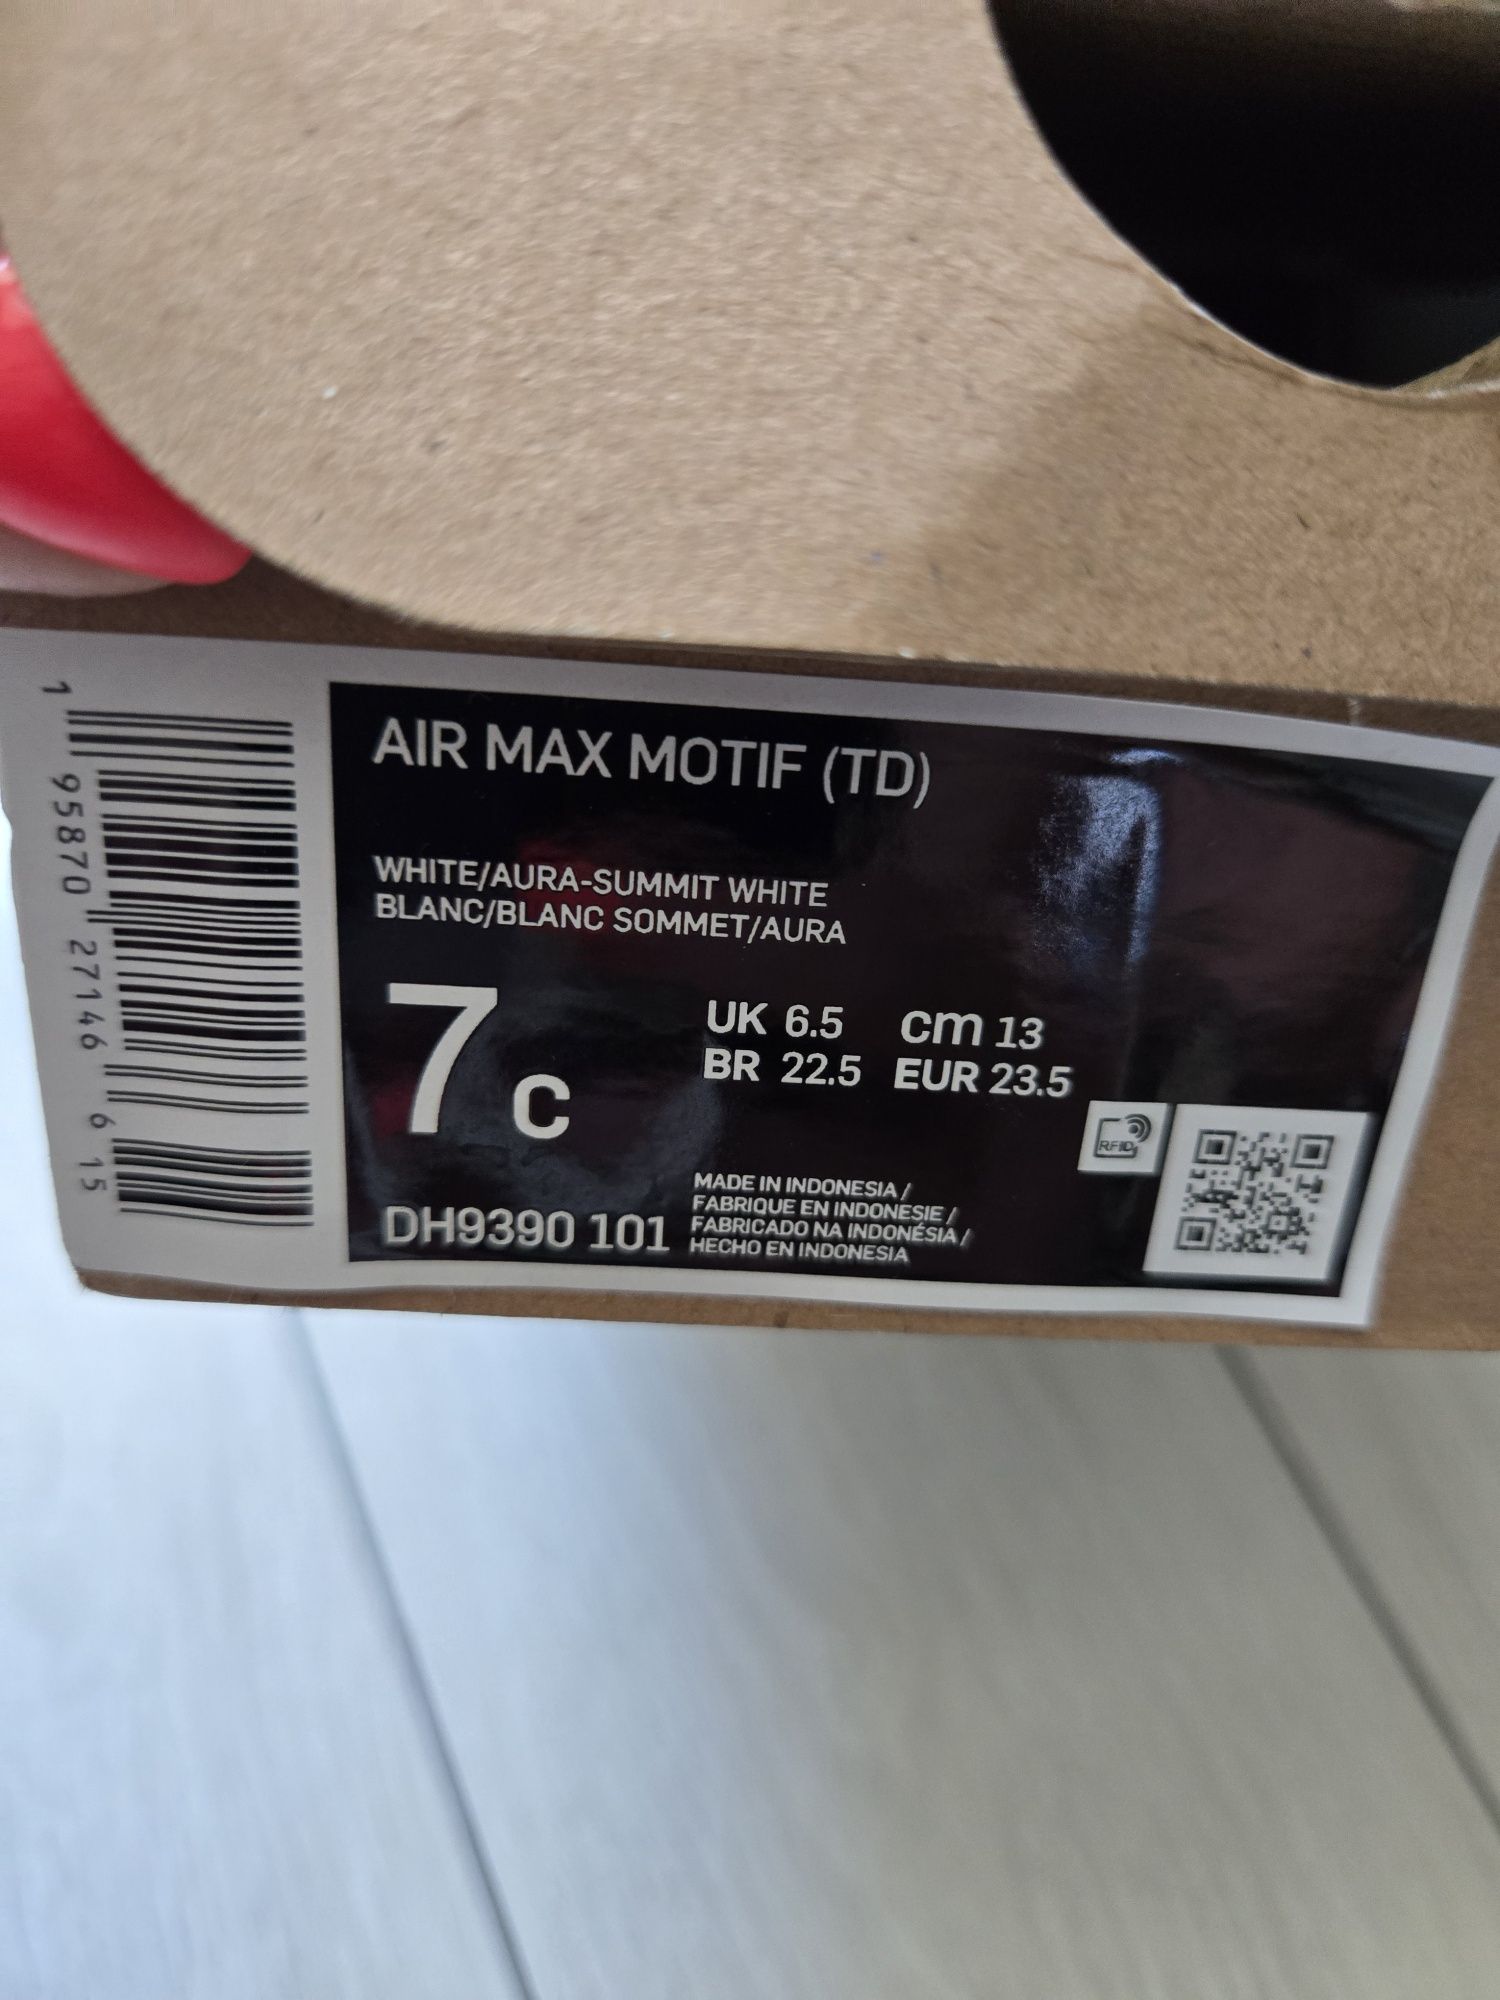 AIR MAX MOTIF (TD)
WHITE/AURA-SUMMIT WHITE
BLANC/BLANC SOMMET/AURA
7 C
UK 6.5 cm 13
BR 22.5 EUR 23.5
RFID
DH9390 101
MADE IN INDONESIA /
FABRIQUE EN INDONESIE /
FABRICADO NA INDONÉSIA /
HECHO EN INDONESIA
1 95870 27146 6 15